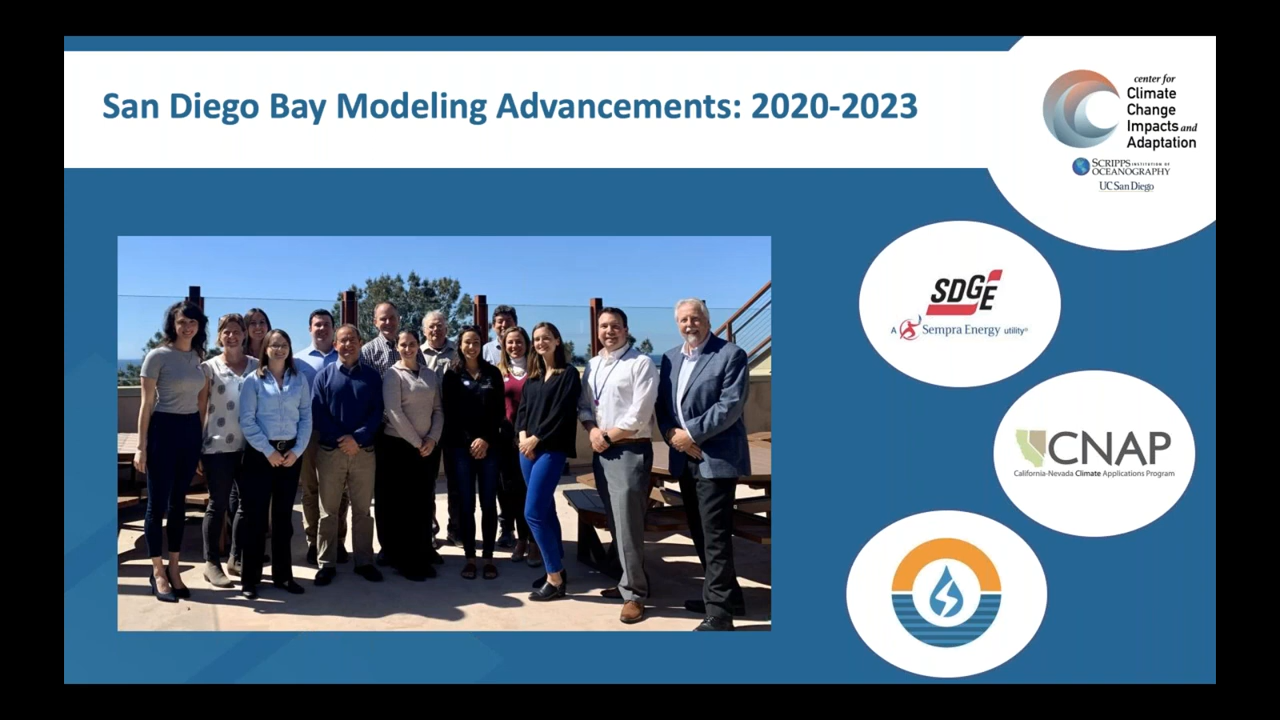 San Diego Bay Modeling Advancements: 2020-2023
center for
Climate
Change
Impacts and
Adaptation
SCRIPPS INSTITUTION OF
OCEANOGRAPHY
UC San Diego
SDGE
A Sempra Energy utility®
CNAP
California-Nevada Climate Applications Program